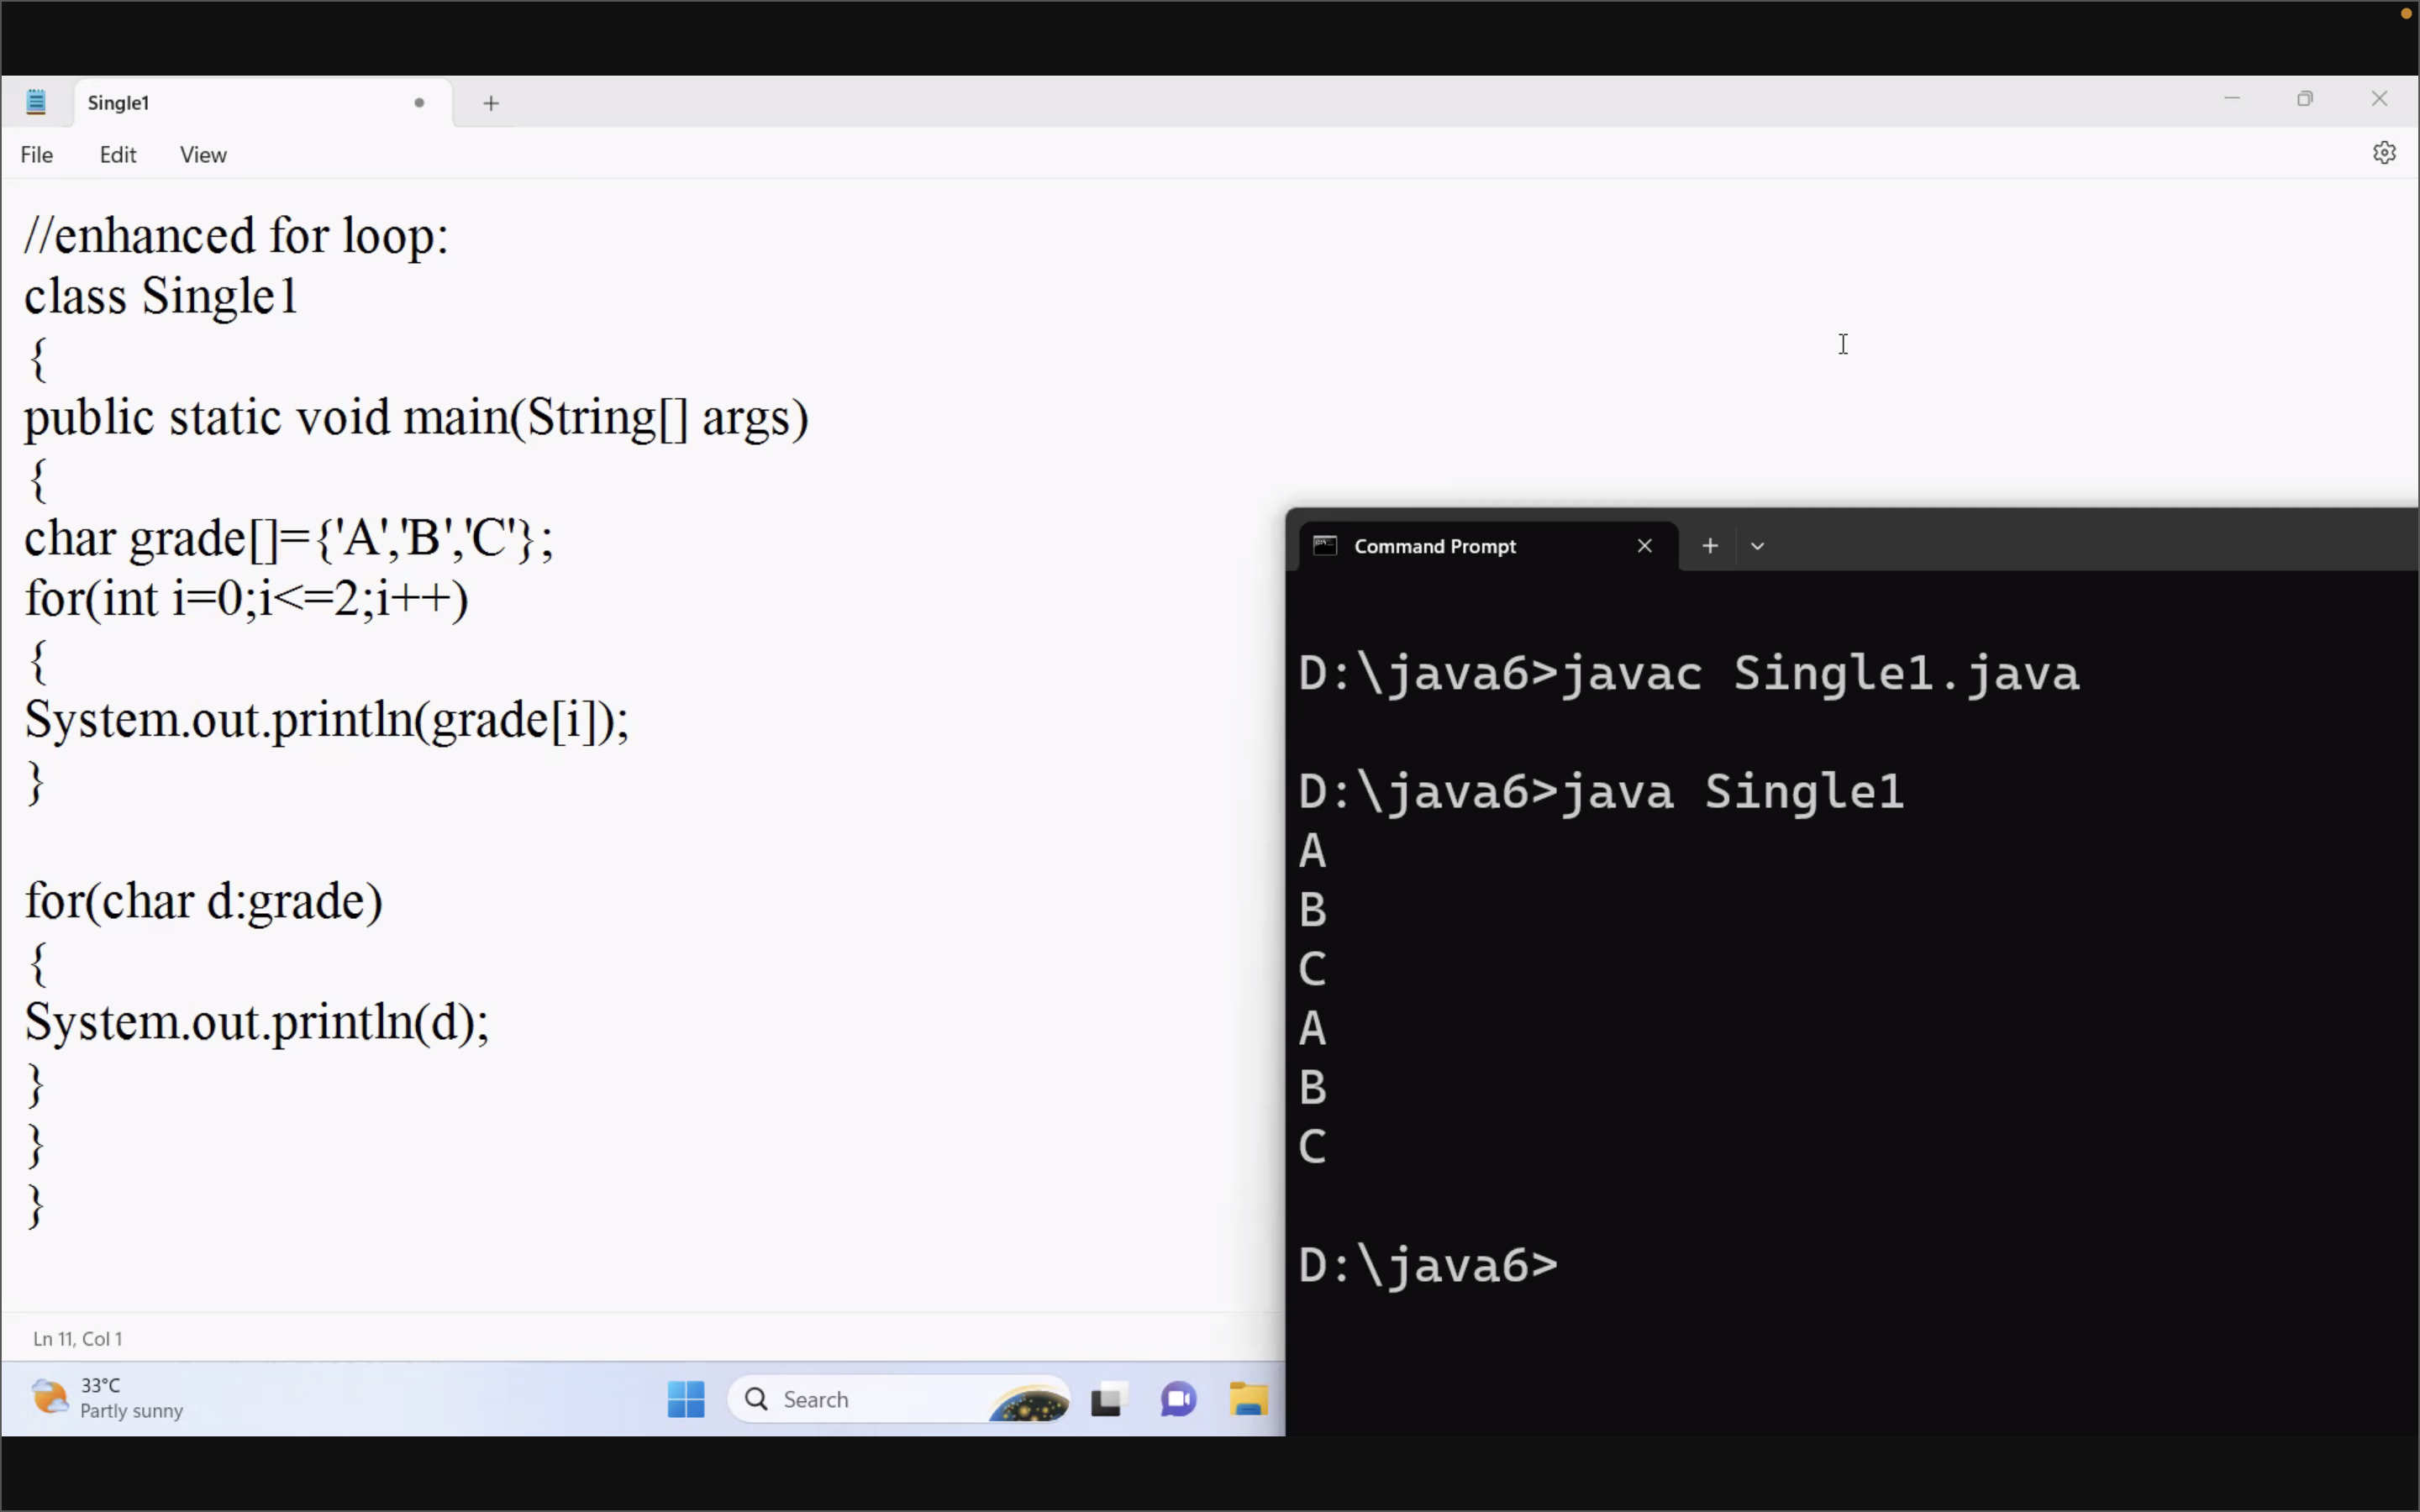 Single1
File Edit View
//enhanced for loop:
class Single1
{
public static void main(String[] args)
{
char grade[]={'A','B','C'};
for(int i=0;i<=2;i++)
{
System.out.println(grade[i]);
}
for(char d:grade)
{
System.out.println(d);
}
}
}
Ln 11, Col 1
33°C
Partly sunny
Search
Command Prompt
D:\java6>javac Single1.java
D:\java6>java Single1
A
B
C
A
B
C
D:\java6>